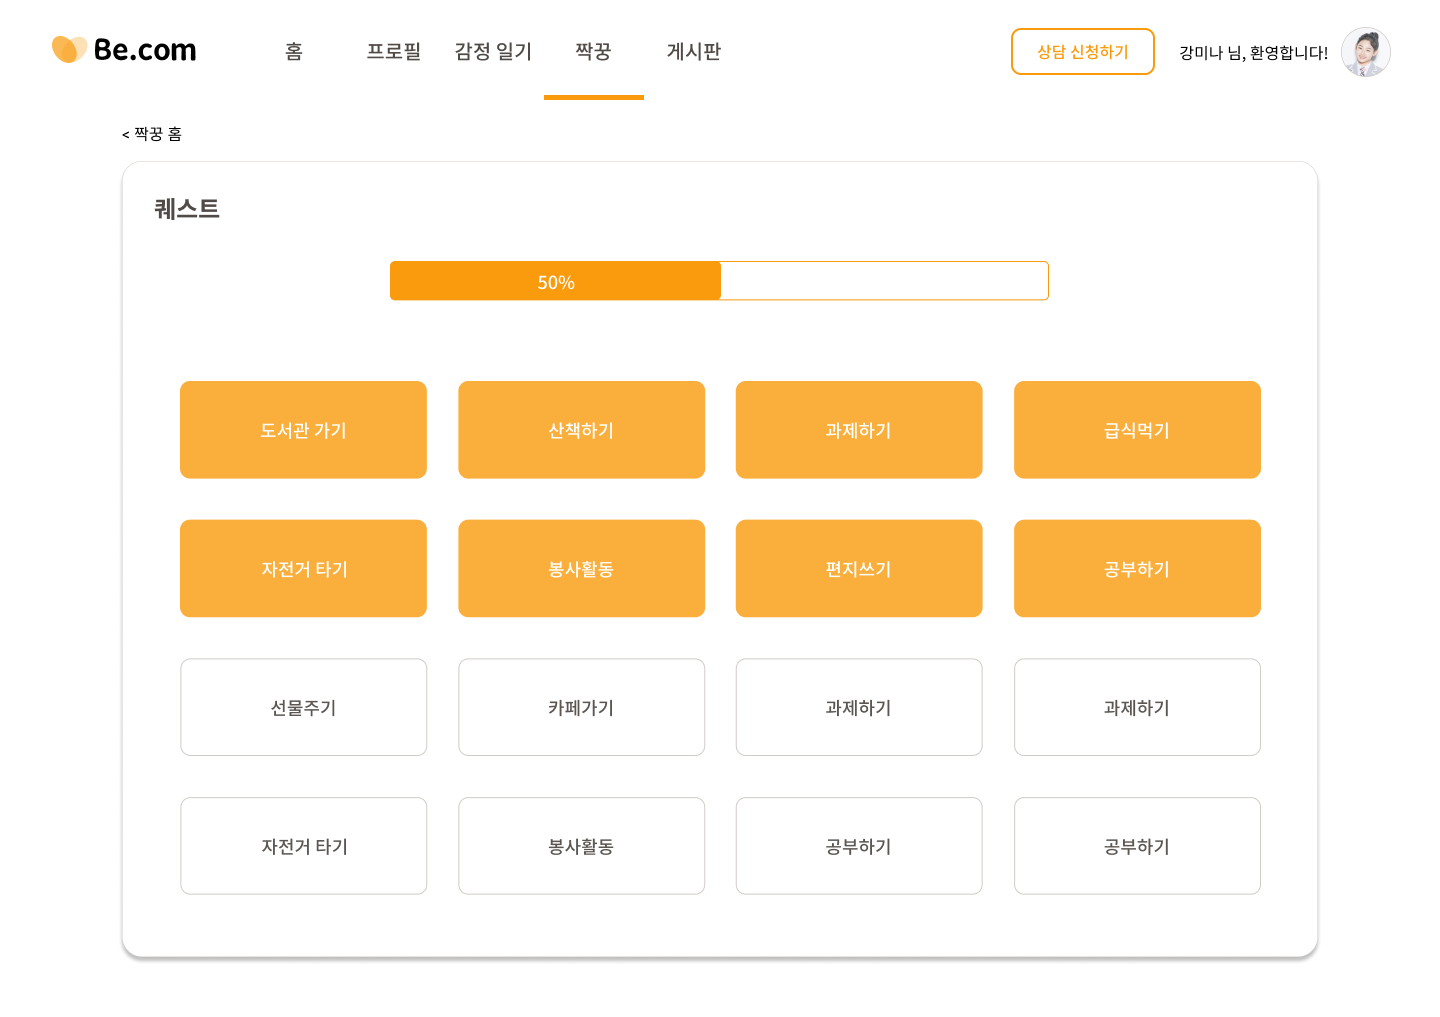 Be.com
홈 프로필 감정 일기 짝꿍 게시판
상담 신청하기
강미나 님, 환영합니다!
< 짝꿍 홈
퀘스트
50%
도서관 가기 산책하기 과제하기 급식먹기
자전거 타기 봉사활동 편지쓰기 공부하기
선물주기 카페가기 과제하기 과제하기
자전거 타기 봉사활동 공부하기 공부하기